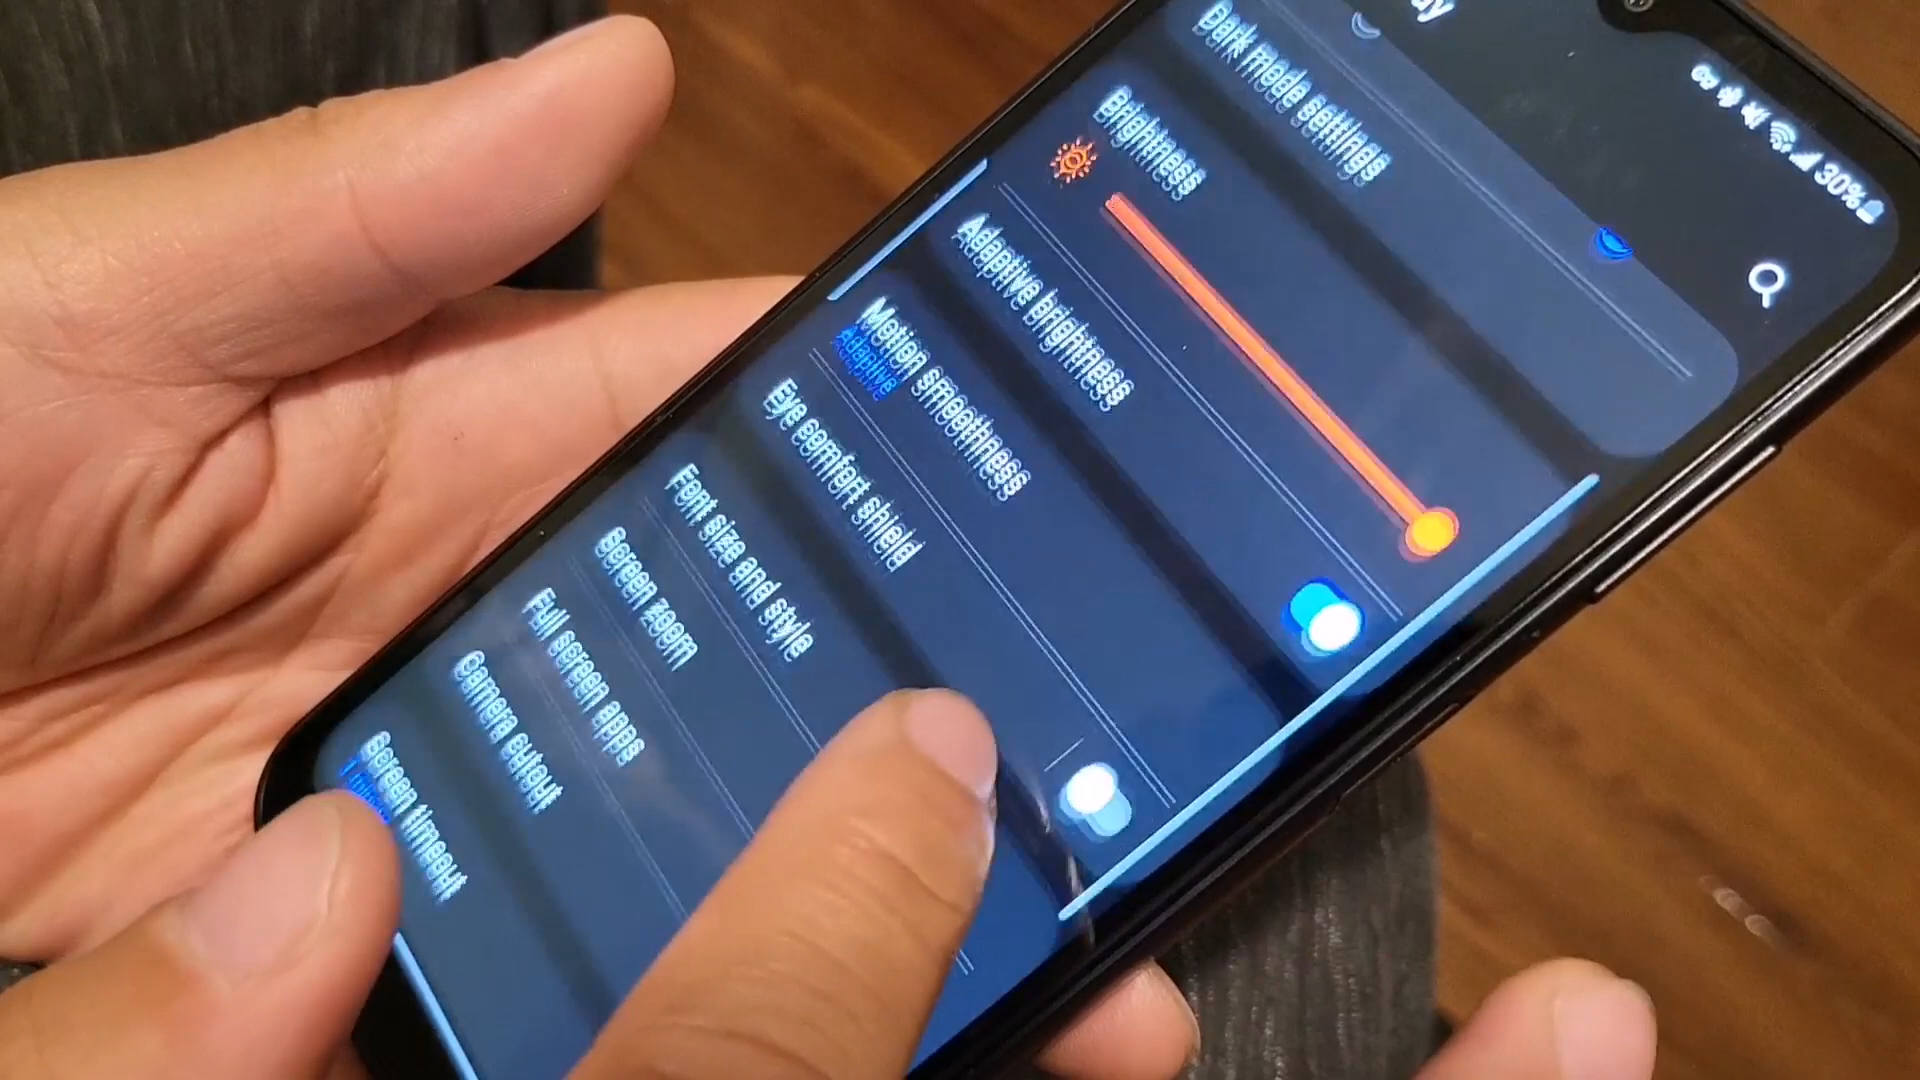 30%
Dark mode settings
Brightness
Adaptive brightness
Motion smoothness
Adaptive
Eye comfort shield
Font size and style
Screen zoom
Full screen apps
Camera cutout
Screen timeout